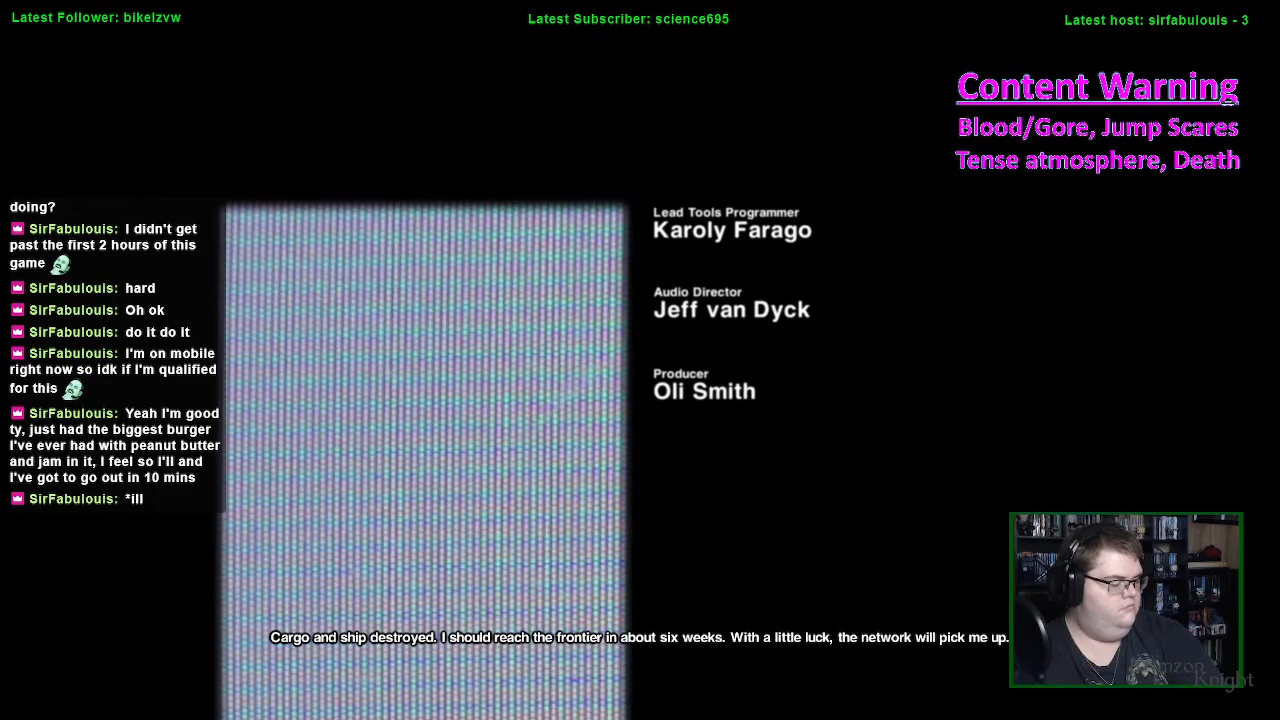 Latest Follower: bikelzvw
Latest Subscriber: science695
Latest host: sirfabulouis - 3
Content Warning
Blood/Gore, Jump Scares
Tense atmosphere, Death
doing?
SirFabulouis: I didn't get
past the first 2 hours of this
game
SirFabulouis: hard
SirFabulouis: Oh ok
SirFabulouis: do it do it
SirFabulouis: I'm on mobile
right now so idk if I'm qualified
for this
SirFabulouis: Yeah I'm good
ty, just had the biggest burger
I've ever had with peanut butter
and jam in it, I feel so I'll and
I've got to go out in 10 mins
SirFabulouis: *ill
Lead Tools Programmer
Karoly Farago
Audio Director
Jeff van Dyck
Producer
Oli Smith
Cargo and ship destroyed. I should reach the frontier in about six weeks. With a little luck, the network will pick me up.
Knight